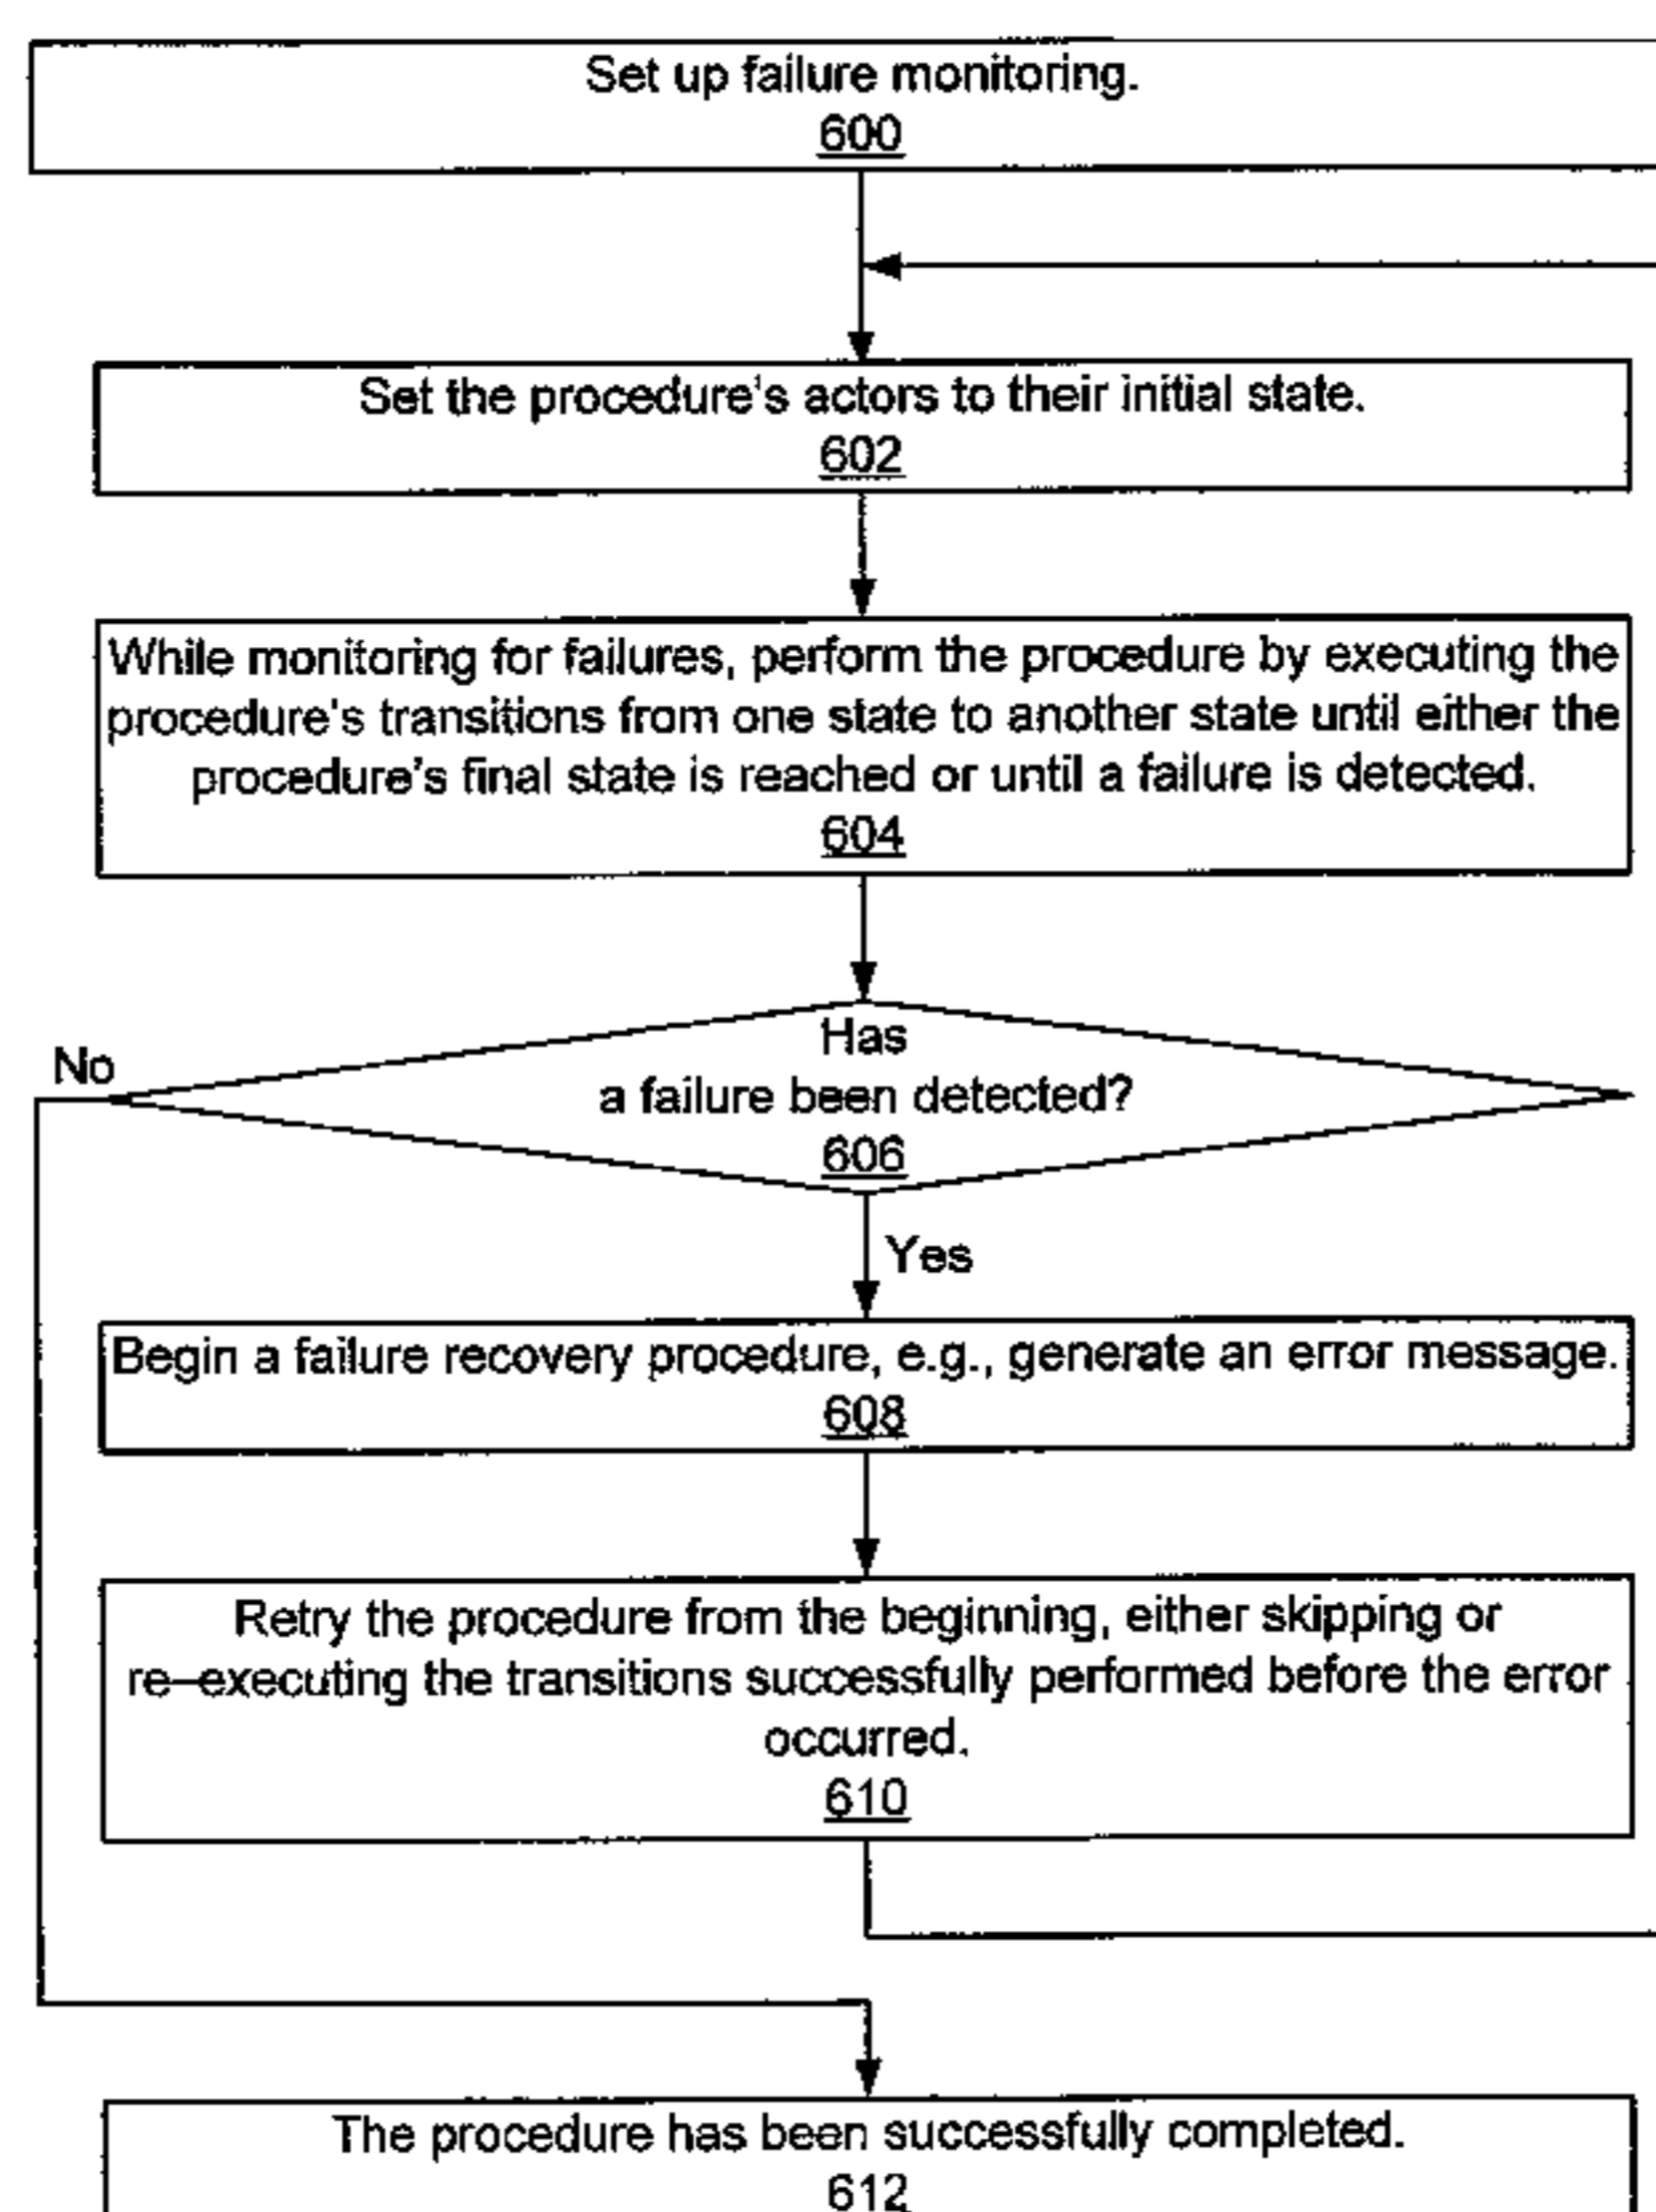 Set up failure monitoring.
600
Set the procedure's actors to their initial state.
602
While monitoring for failures, perform the procedure by executing the
procedure's transitions from one state to another state until either the
procedure's final state is reached or until a failure is detected.
604
Has
No
a failure been detected?
606
Yes
Begin a failure recovery procedure, e.g., generate an error message.
608
Retry the procedure from the beginning, either skipping or
re–executing the transitions successfully performed before the error
occurred.
610
The procedure has been successfully completed.
612